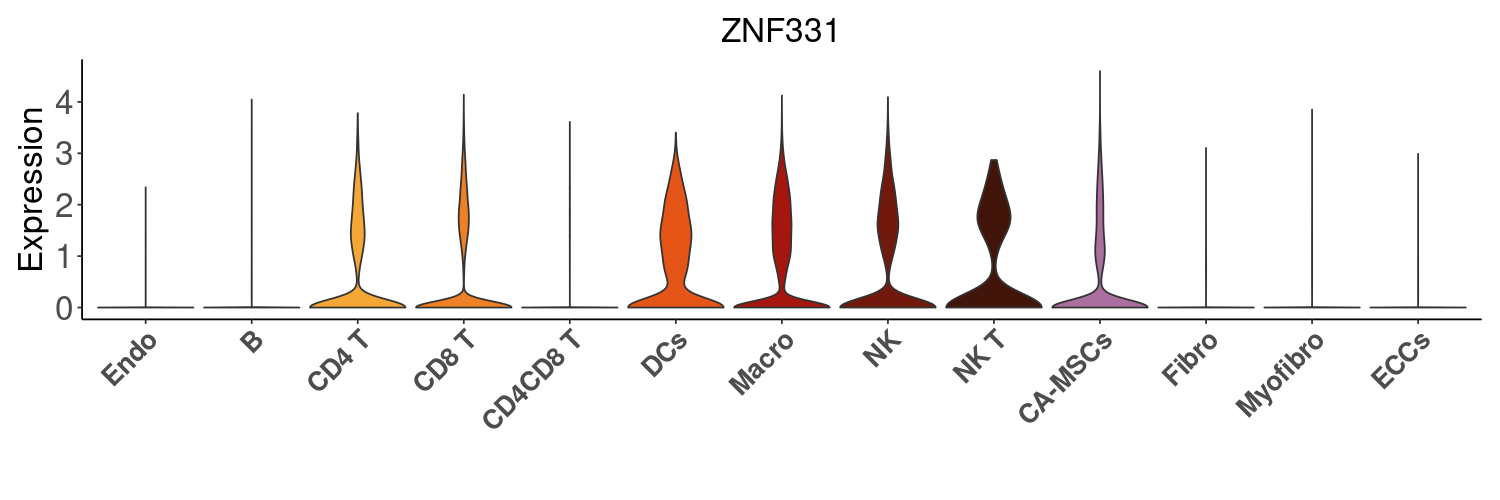 ZNF331
Expression
4
3
2
1
0
Endo
B
CD4 T
CD8 T
CD4CD8 T
DCs
Macro
NK
NK T
CA-MSCs
Fibro
Myofibro
ECCs